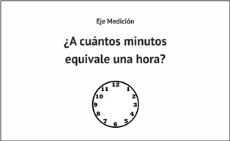 Eje Medición
¿A cuántos minutos
equivale una hora?
12
11 1
10 2
9 3
8 4
7 5
6